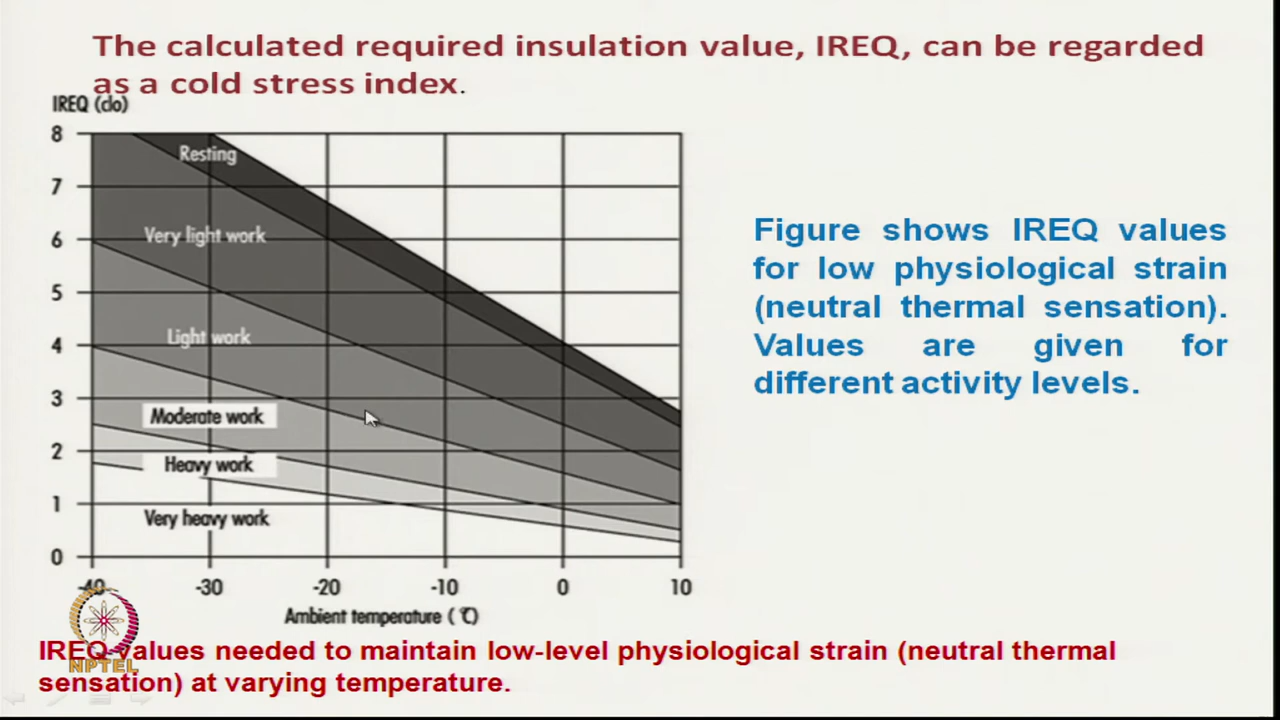 The calculated required insulation value, IREQ, can be regarded
as a cold stress index.
IREQ (clo)
8
7
6
5
4
3
2
1
0
Resting
Very light work
Light work
Moderate work
Heavy work
Very heavy work
-40
-30
-20
-10
0
10
Ambient temperature (℃)
Figure shows IREQ values
for low physiological strain
(neutral thermal sensation).
Values are given for
different activity levels.
IREQ values needed to maintain low-level physiological strain (neutral thermal
sensation) at varying temperature.
NPTEL